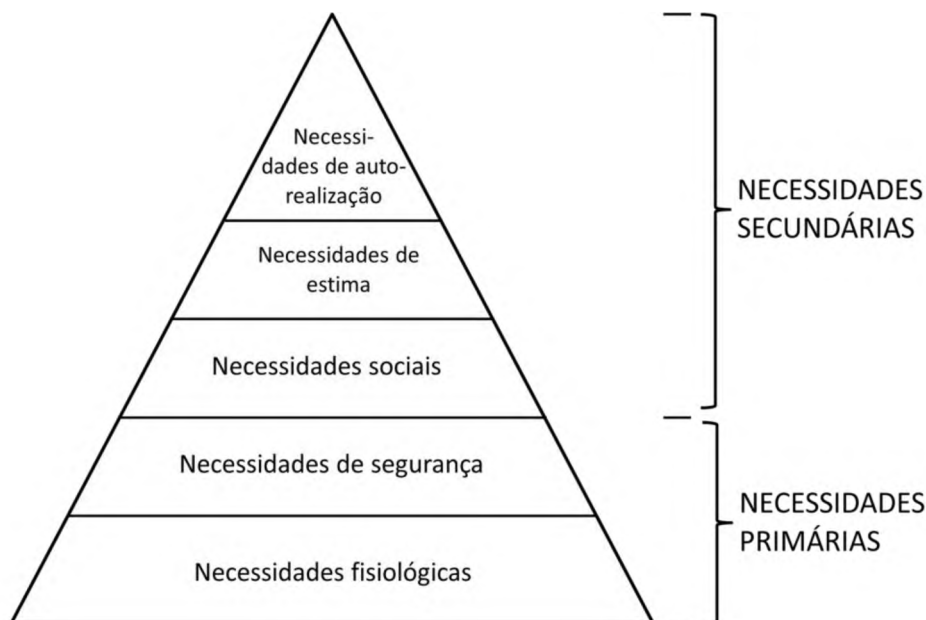 Necessi-
dades de auto-
realização
Necessidades de
estima
Necessidades sociais
Necessidades de segurança
Necessidades fisiológicas
NECESSIDADES
SECUNDÁRIAS
NECESSIDADES
PRIMÁRIAS